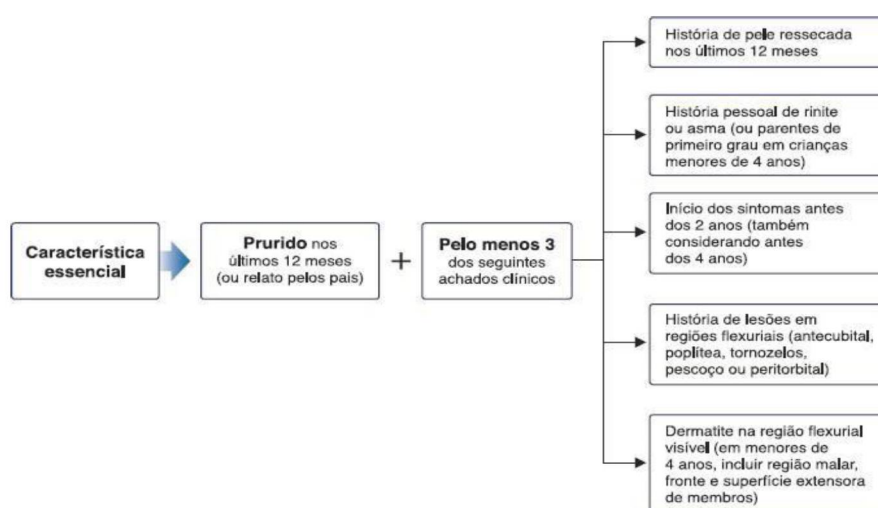 Característica
essencial
Prurido nos
últimos 12 meses
(ou relato pelos pais)
+
Pelo menos 3
dos seguintes
achados clínicos
História de pele ressecada
nos últimos 12 meses
História pessoal de rinite
ou asma (ou parentes de
primeiro grau em crianças
menores de 4 anos)
Início dos sintomas antes
dos 2 anos (também
considerando antes
dos 4 anos)
História de lesões em
regiões flexuriais (antecubital,
poplítea, tornozelos,
pescoço ou peritorbital)
Dermatite na região flexurial
visível (em menores de
4 anos, incluir região malar,
fronte e superfície extensora
de membros)